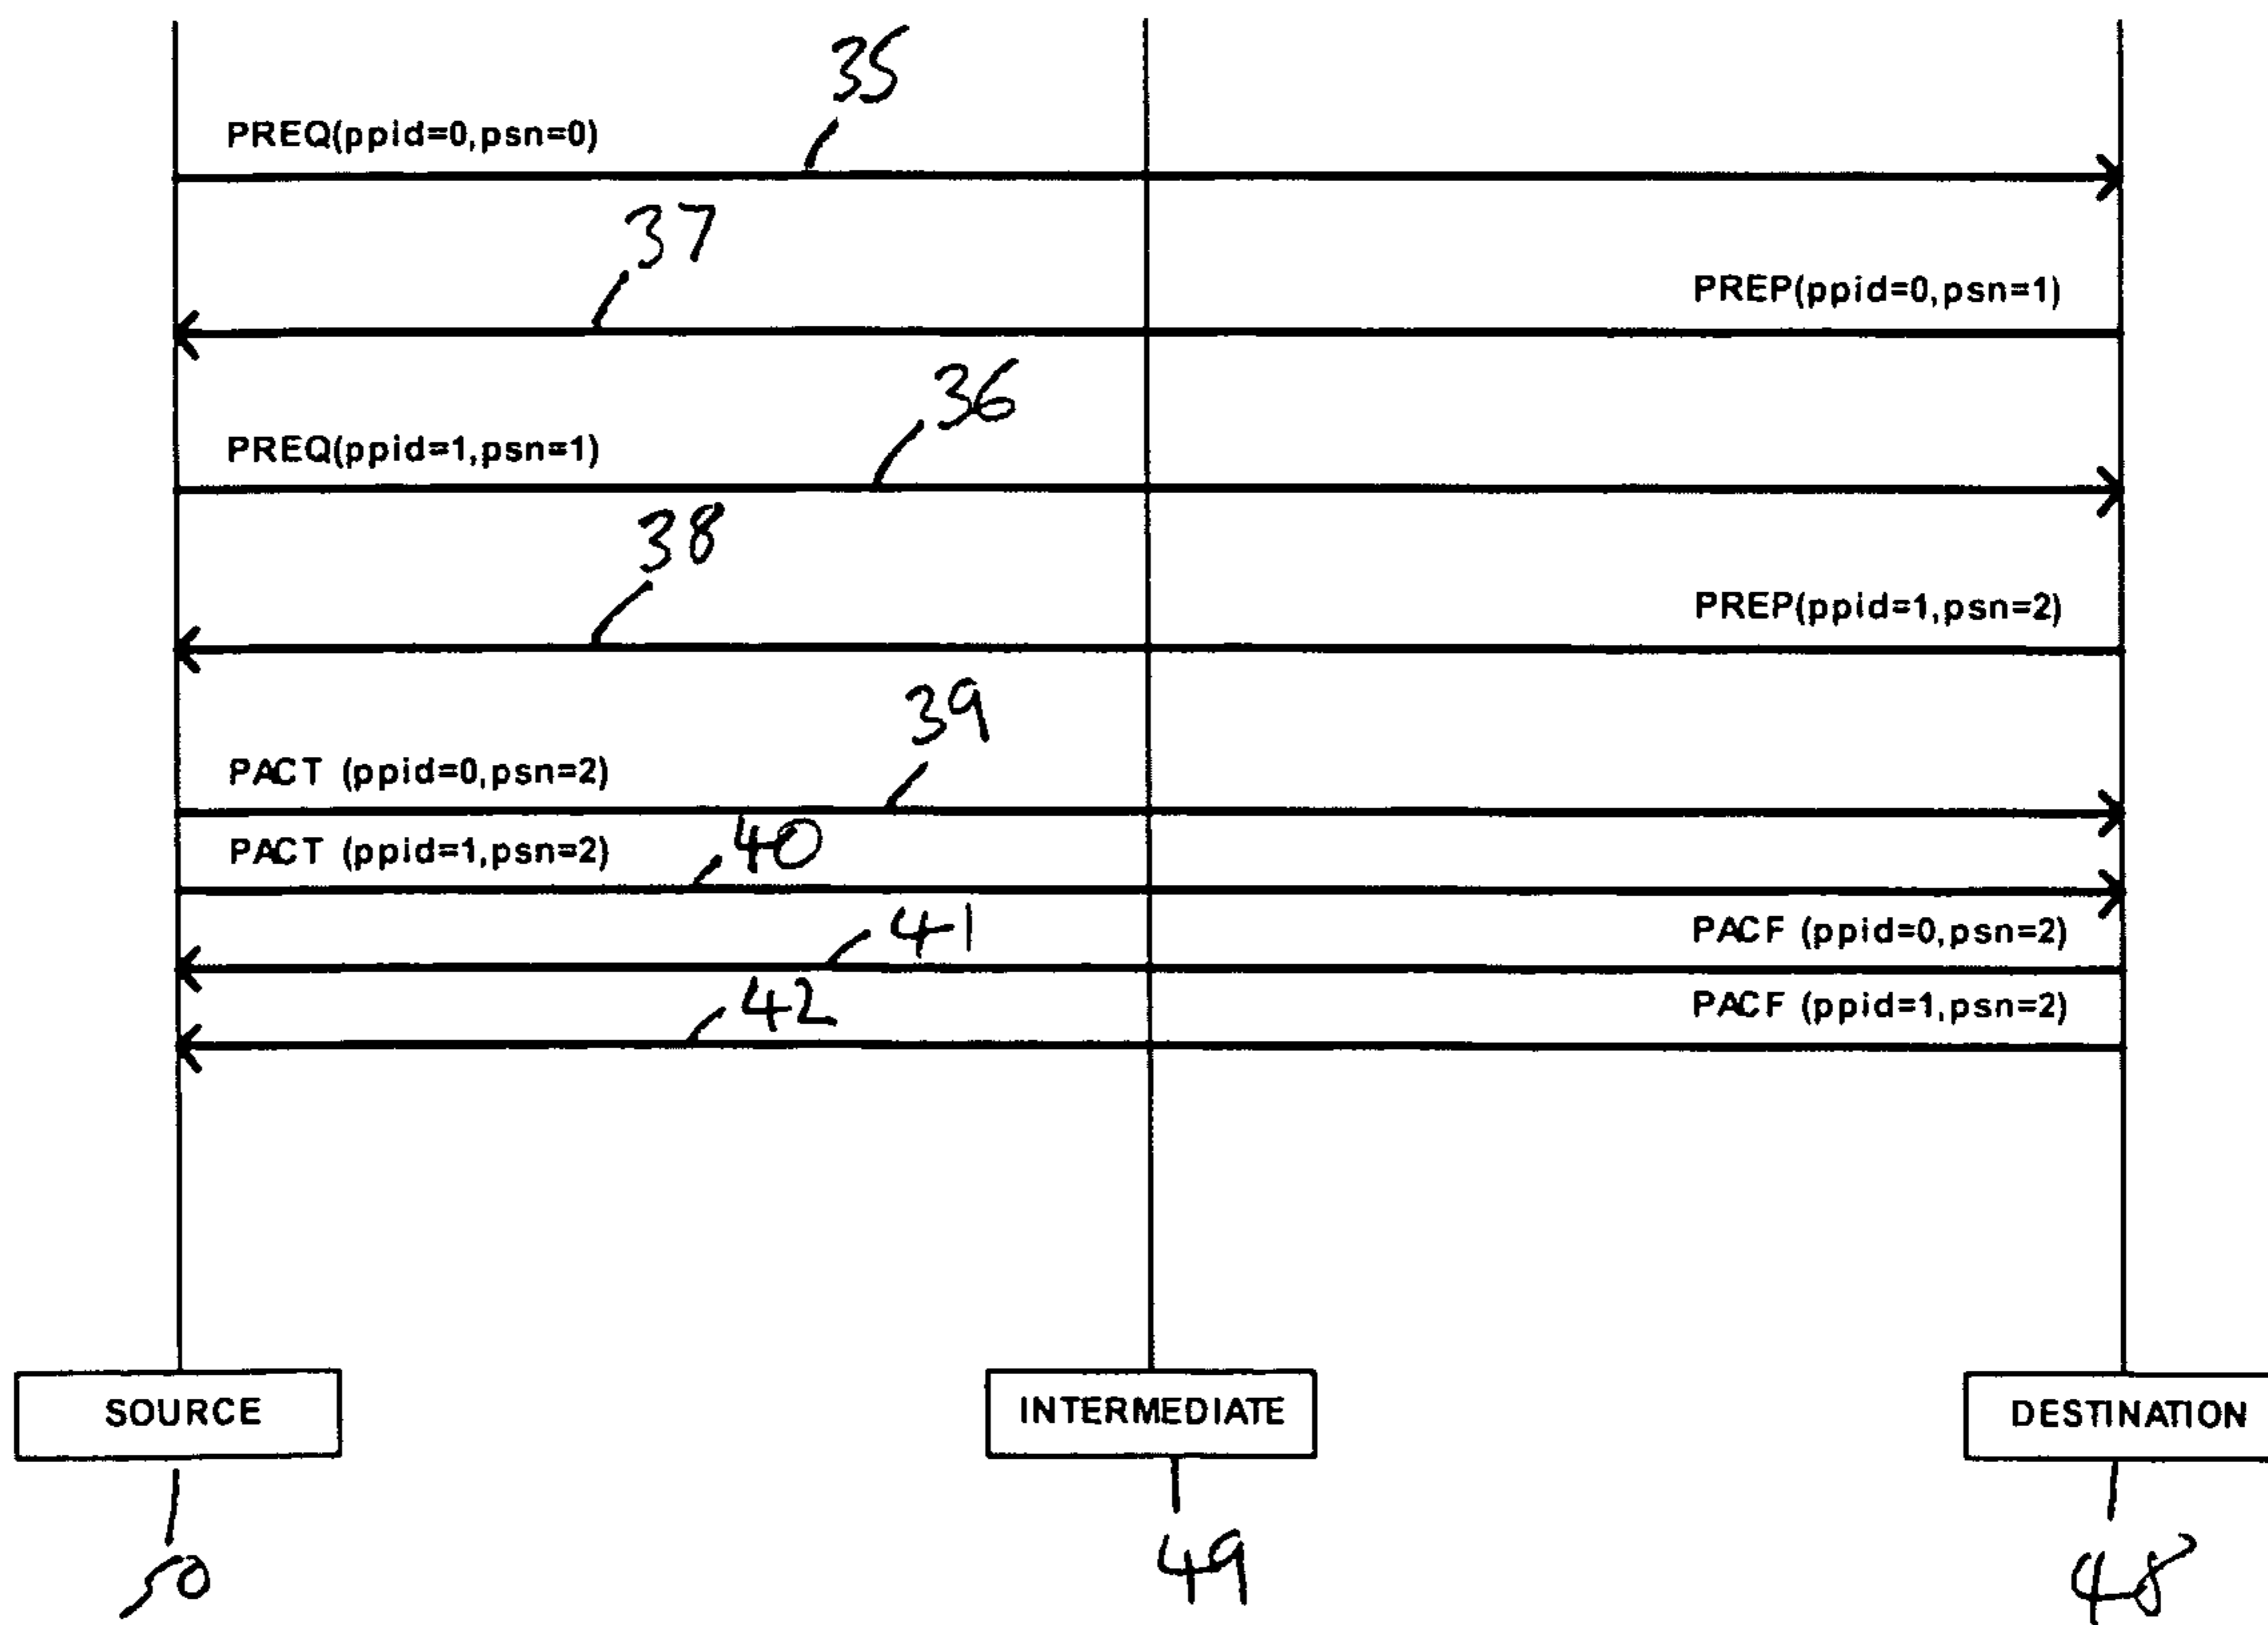 35
PREQ(ppid=0,psn=0)
37
PREP(ppid=0,psn=1)
36
PREQ(ppid=1,psn=1)
38
PREP(ppid=1,psn=2)
39
PACT (ppid=0,psn=2)
40
PACT (ppid=1,psn=2)
41
PACF (ppid=0,psn=2)
42
PACF (ppid=1,psn=2)
SOURCE
INTERMEDIATE
DESTINATION
50
49
48